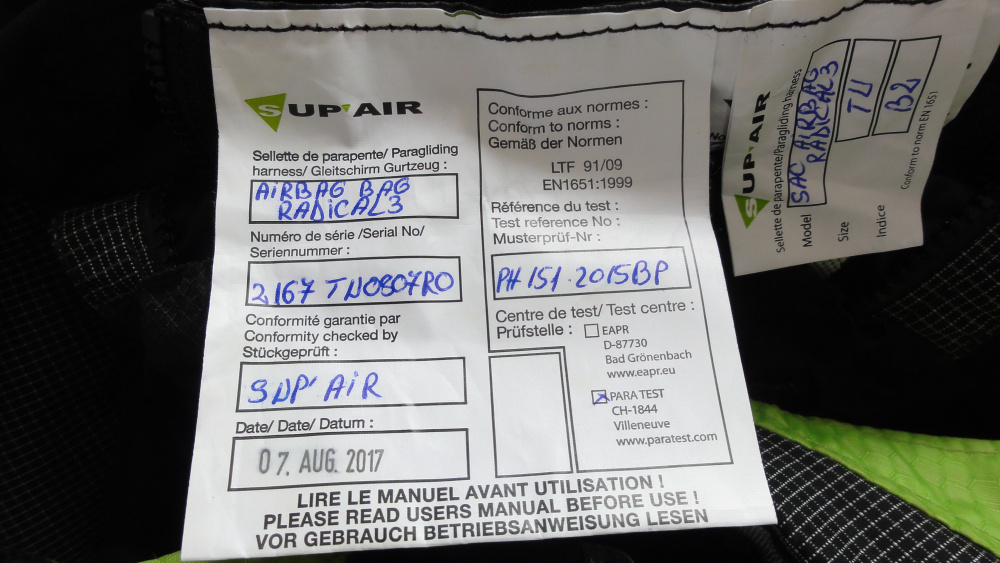 SUP'AIR
Sellette de parapente/ Paragliding
harness/ Gleitschirm Gurtzeug :
AIRBAG BAG
RADICAL3
Numéro de série /Serial No/
Seriennummer :
2167 TU0807RO
Conformité garantie par
Conformity checked by
Stückgeprüft :
SUP'AIR
Date/ Date/ Datum :
07. AUG. 2017
Conforme aux normes :
Conform to norms :
Gemäß der Normen
LTF 91/09
EN1651:1999
Référence du test :
Test reference No :
Musterprüf-Nr :
PH 151.2015BP
Centre de test/ Test centre :
Prüfstelle :
EAPR
D-87730
Bad Grönenbach
www.eapr.eu
PARA TEST
CH-1844
Villeneuve
www.paratest.com
LIRE LE MANUEL AVANT UTILISATION !
PLEASE READ USERS MANUAL BEFORE USE !
VOR GEBRAUCH BETRIEBSANWEISUNG LESEN
SUP'AIR
Sellette de parapente/Paragliding harness
Model
SAC AIRBAG
RADICAL3
Size
TU
Indice
B2
Conform to norm EN 1651
No